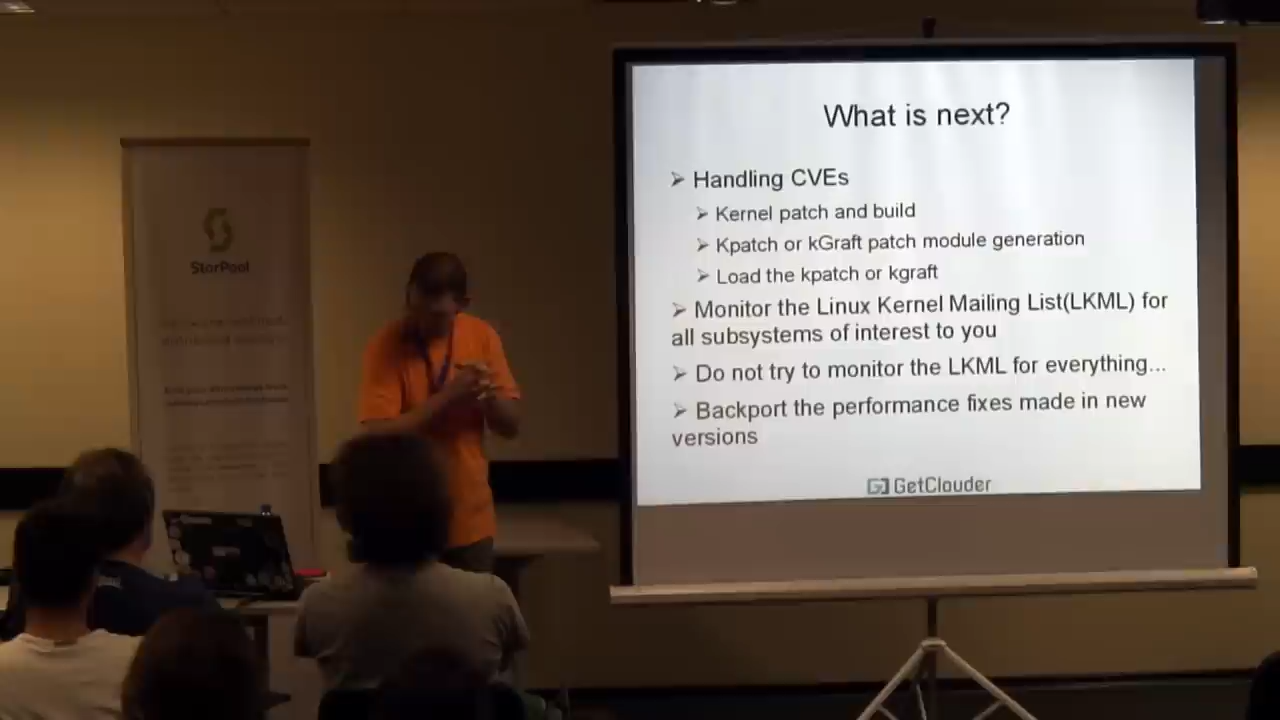 What is next?
➢ Handling CVEs
➢ Kernel patch and build
➢ Kpatch or kGraft patch module generation
➢ Load the kpatch or kgraft
➢ Monitor the Linux Kernel Mailing List(LKML) for
all subsystems of interest to you
➢ Do not try to monitor the LKML for everything...
➢ Backport the performance fixes made in new
versions
GetClouder
StorPool